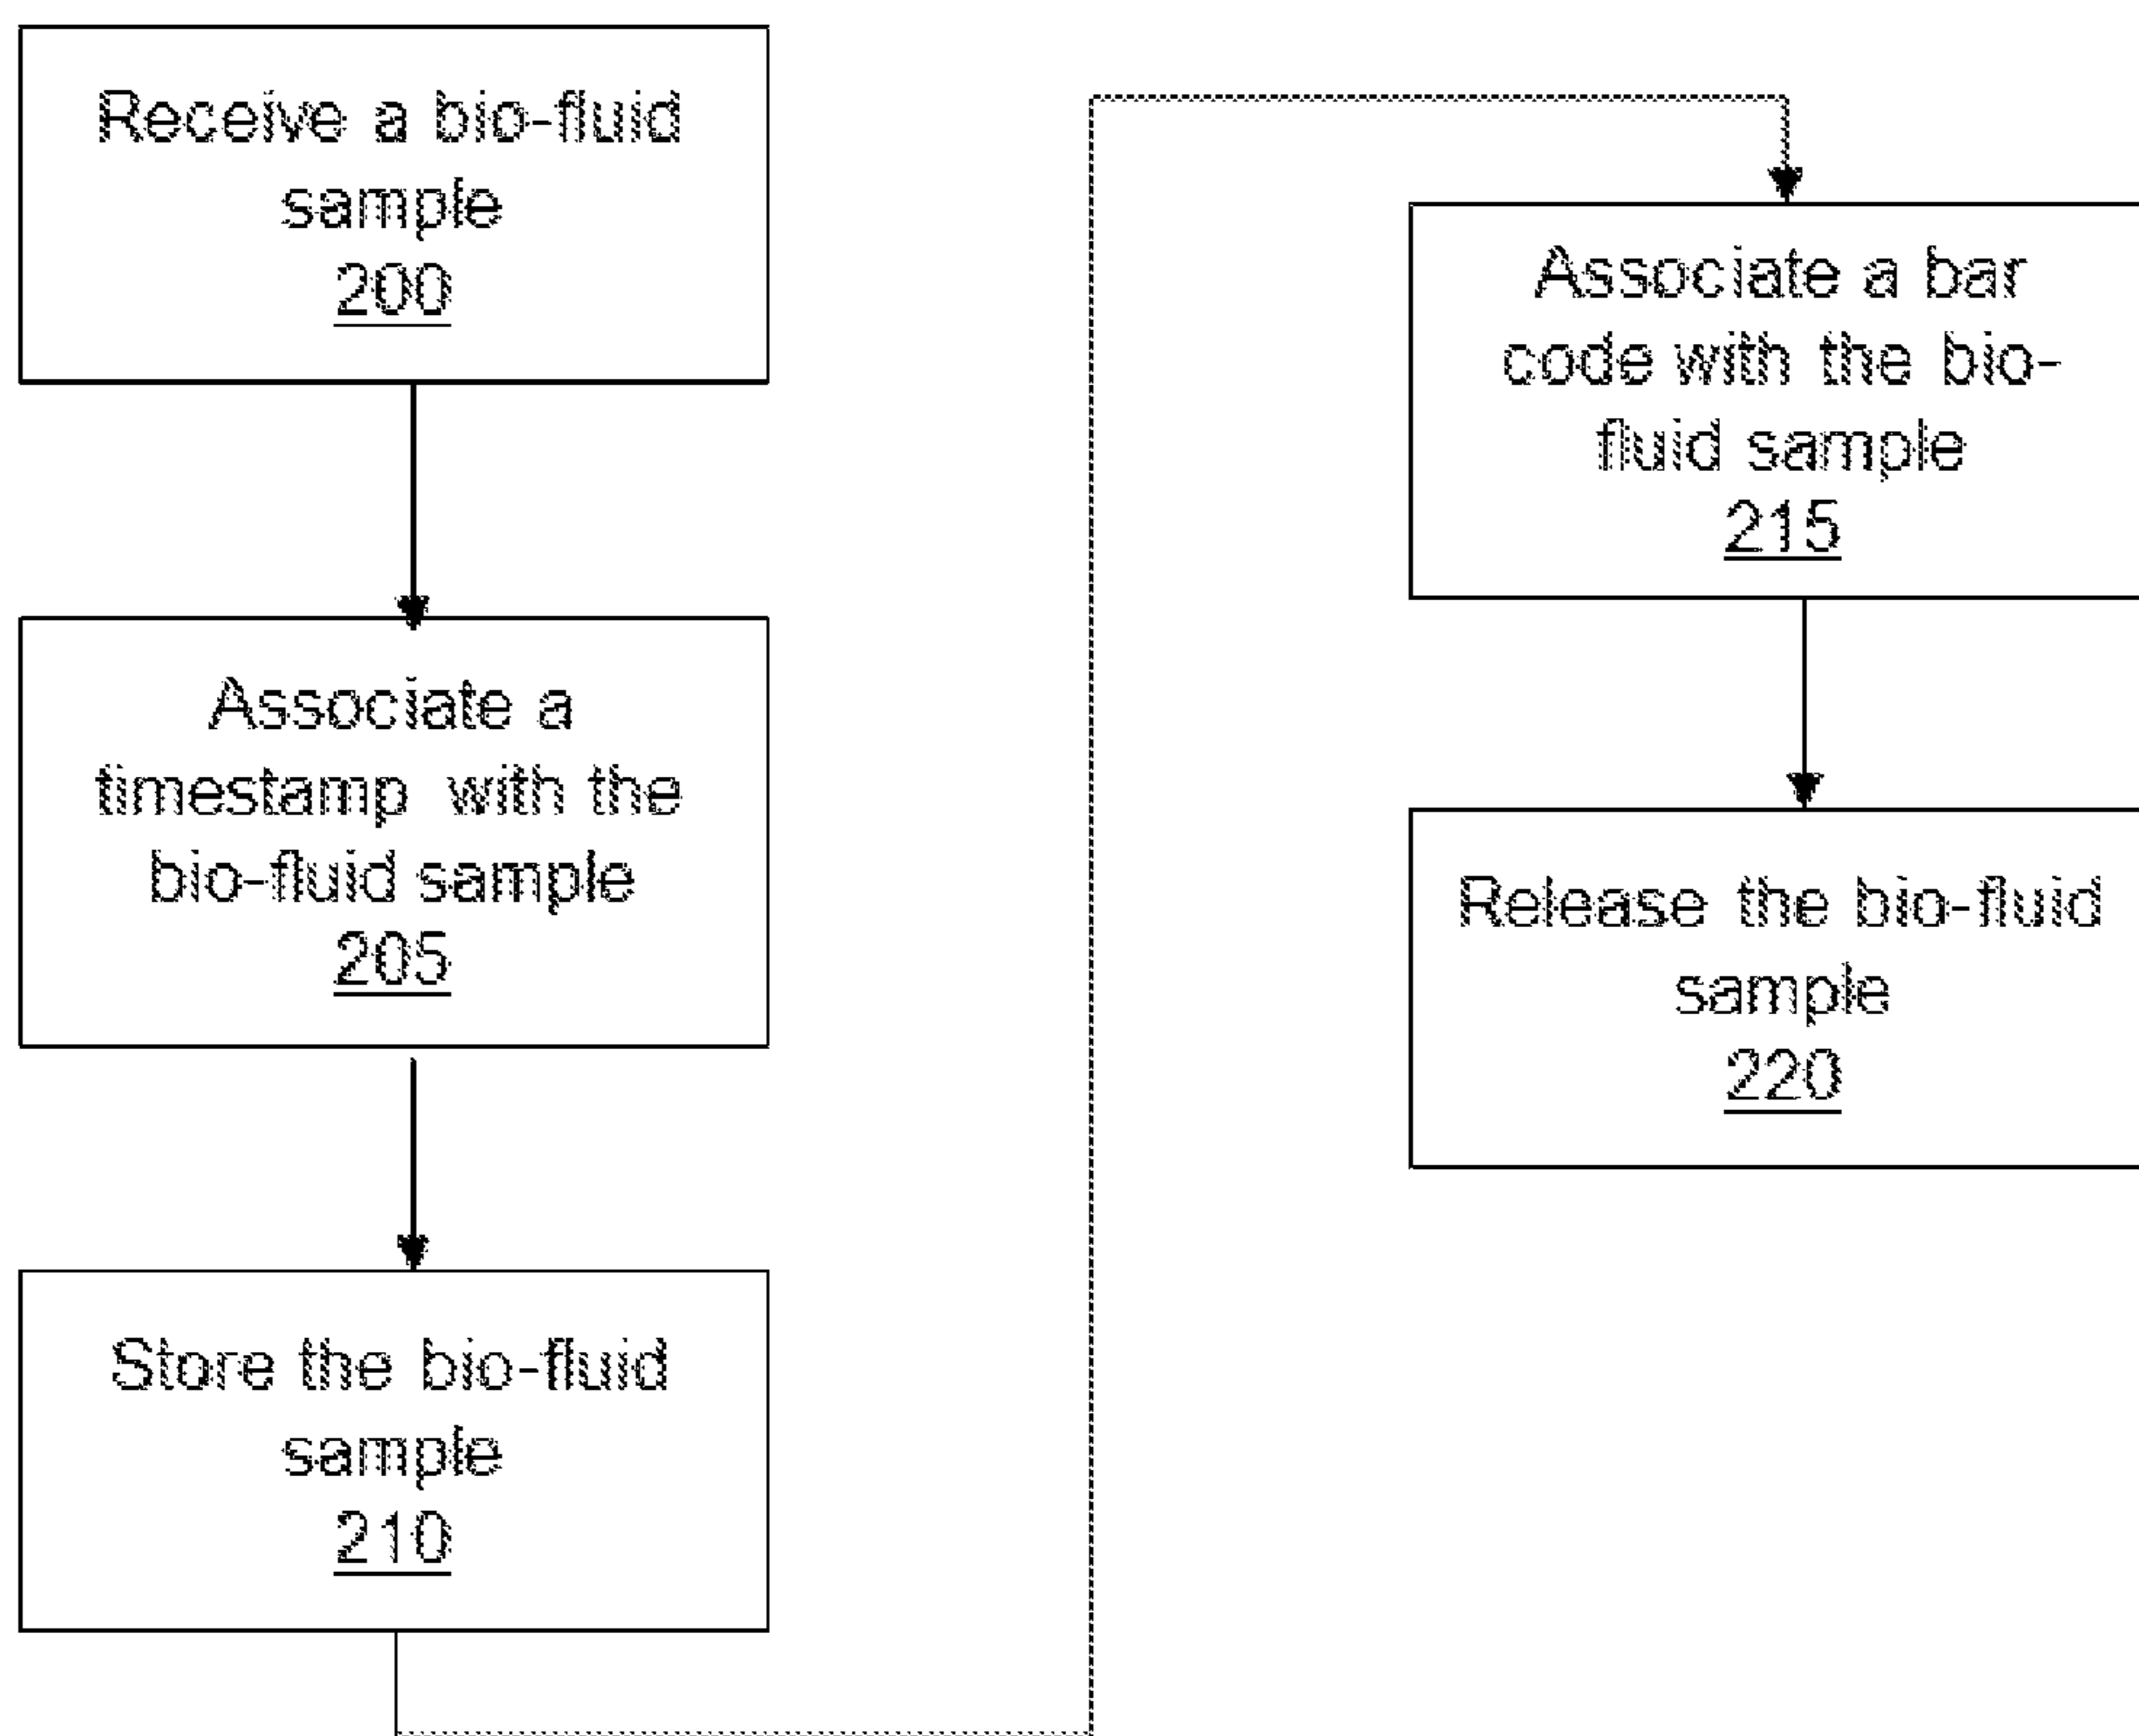 Receive a bio-fluid
sample
200
Associate a
timestamp with the
bio-fluid sample
205
Store the bio-fluid
sample
210
Associate a bar
code with the bio-
fluid sample
215
Release the bio-fluid
sample
220